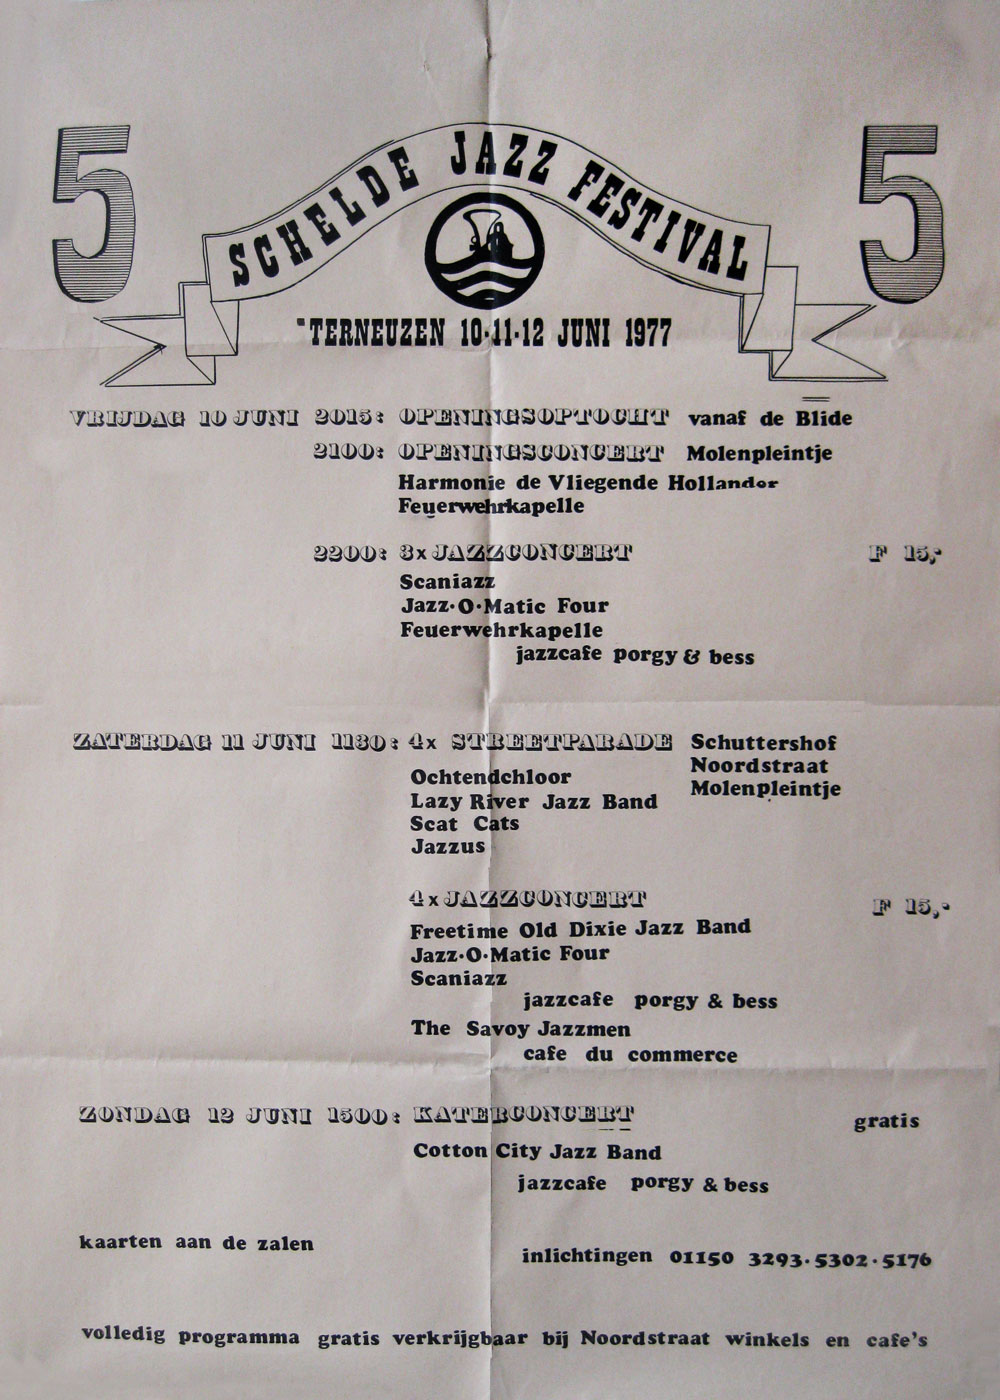 5 SCHELDE JAZZ FESTIVAL 5
TERNEUZEN 10·11·12 JUNI 1977
VRIJDAG 10 JUNI 2015: OPENINGSOPTOCHT vanaf de Blide
2100: OPENINGSCONCERT Molenpleintje
Harmonie de Vliegende Hollander
Feuerwehrkapelle
2200: 3x JAZZCONCERT F 15,-
Scaniazz
Jazz·O·Matic Four
Feuerwehrkapelle
jazzcafe porgy & bess
ZATERDAG 11 JUNI 1130: 4x STREETPARADE Schuttershof
Noordstraat
Molenpleintje
Ochtendchloor
Lazy River Jazz Band
Scat Cats
Jazzus
4x JAZZCONCERT F 15,-
Freetime Old Dixie Jazz Band
Jazz·O·Matic Four
Scaniazz
jazzcafe porgy & bess
The Savoy Jazzmen
cafe du commerce
ZONDAG 12 JUNI 1500: KATERCONCERT gratis
Cotton City Jazz Band
jazzcafe porgy & bess
kaarten aan de zalen
inlichtingen 01150 3293·5302·5176
volledig programma gratis verkrijgbaar bij Noordstraat winkels en cafe's